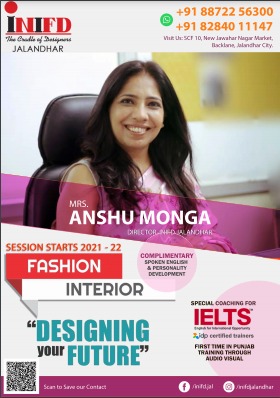 iNIFD
The Cradle of Designers
JALANDHAR
+91 88722 56300
+91 82840 11147
Visit Us: SCF 10, New Jawahar Nagar Market,
Backlane, Jalandhar City.
MRS.
ANSHU MONGA
DIRECTOR, INIFD JALANDHAR
SESSION STARTS 2021 - 22
FASHION
INTERIOR
COMPLIMENTARY
SPOKEN ENGLISH
& PERSONALITY
DEVELOPMENT
"DESIGNING
your FUTURE"
SPECIAL COACHING FOR
IELTS
English for International Opportunity
idp certified trainers
FIRST TIME IN PUNJAB
TRAINING THROUGH
AUDIO VISUAL
Scan to Save our Contact
/inifd.jal
/inifdjalandhar